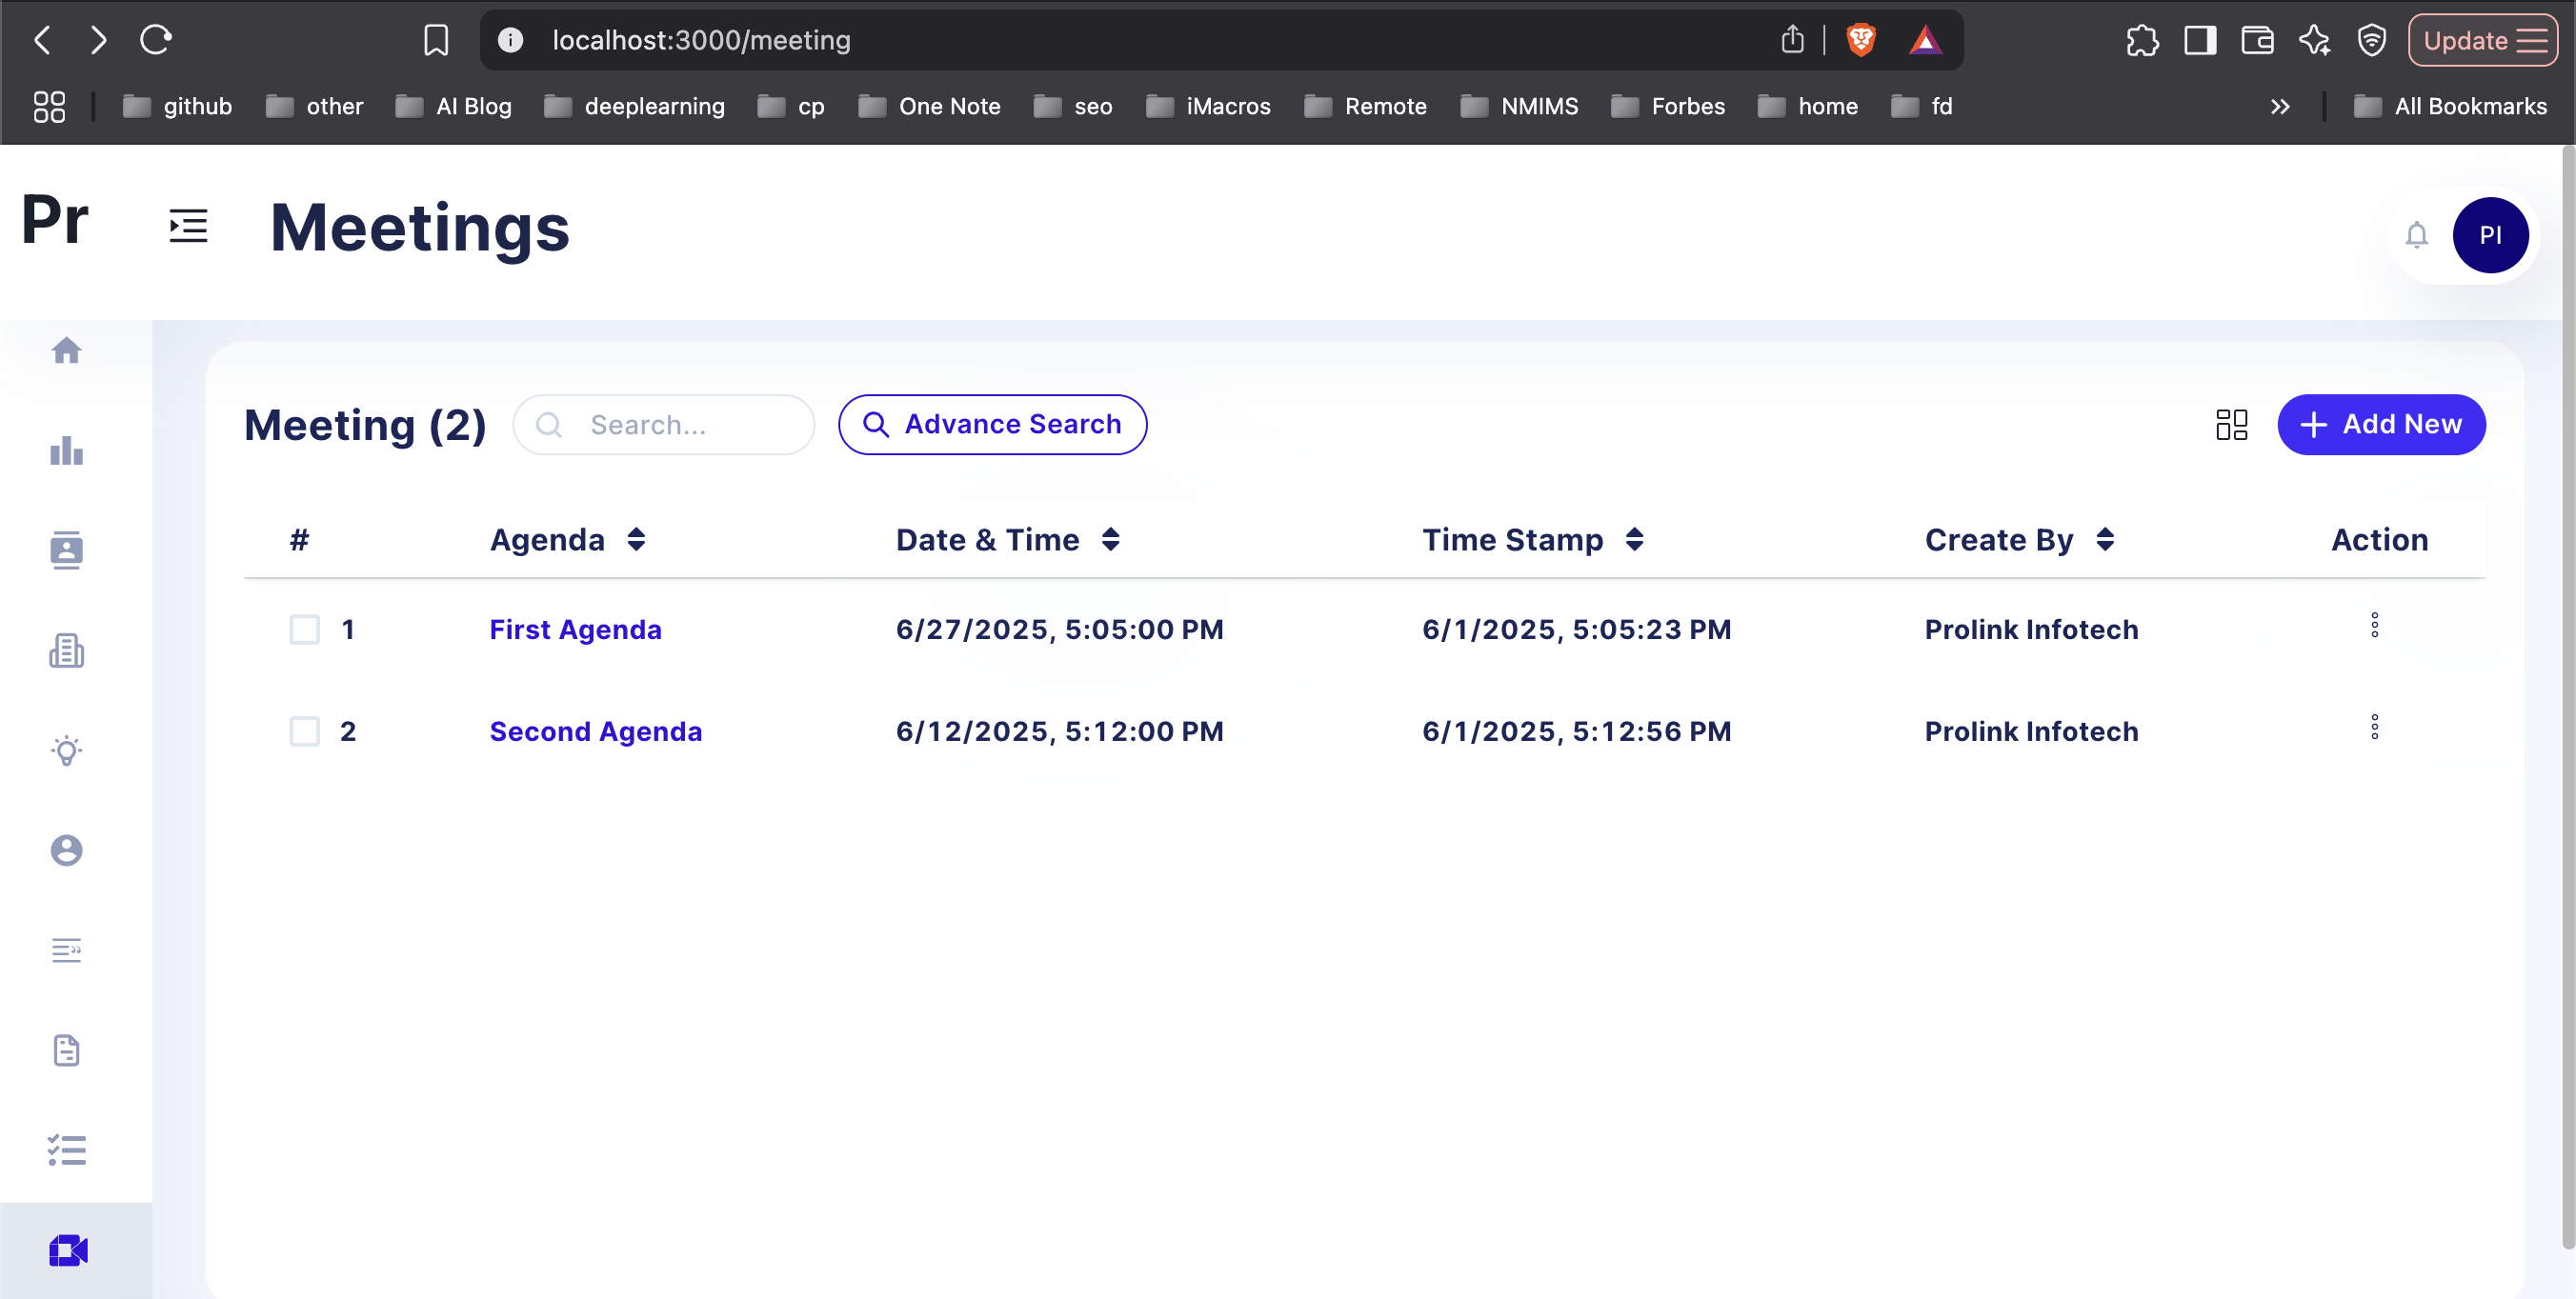 localhost:3000/meeting
Update
github other AI Blog deeplearning cp One Note seo iMacros Remote NMIMS Forbes home fd » All Bookmarks
Pr Meetings PI
Meeting (2) Search... Advance Search + Add New
# Agenda Date & Time Time Stamp Create By Action
1 First Agenda 6/27/2025, 5:05:00 PM 6/1/2025, 5:05:23 PM Prolink Infotech
2 Second Agenda 6/12/2025, 5:12:00 PM 6/1/2025, 5:12:56 PM Prolink Infotech